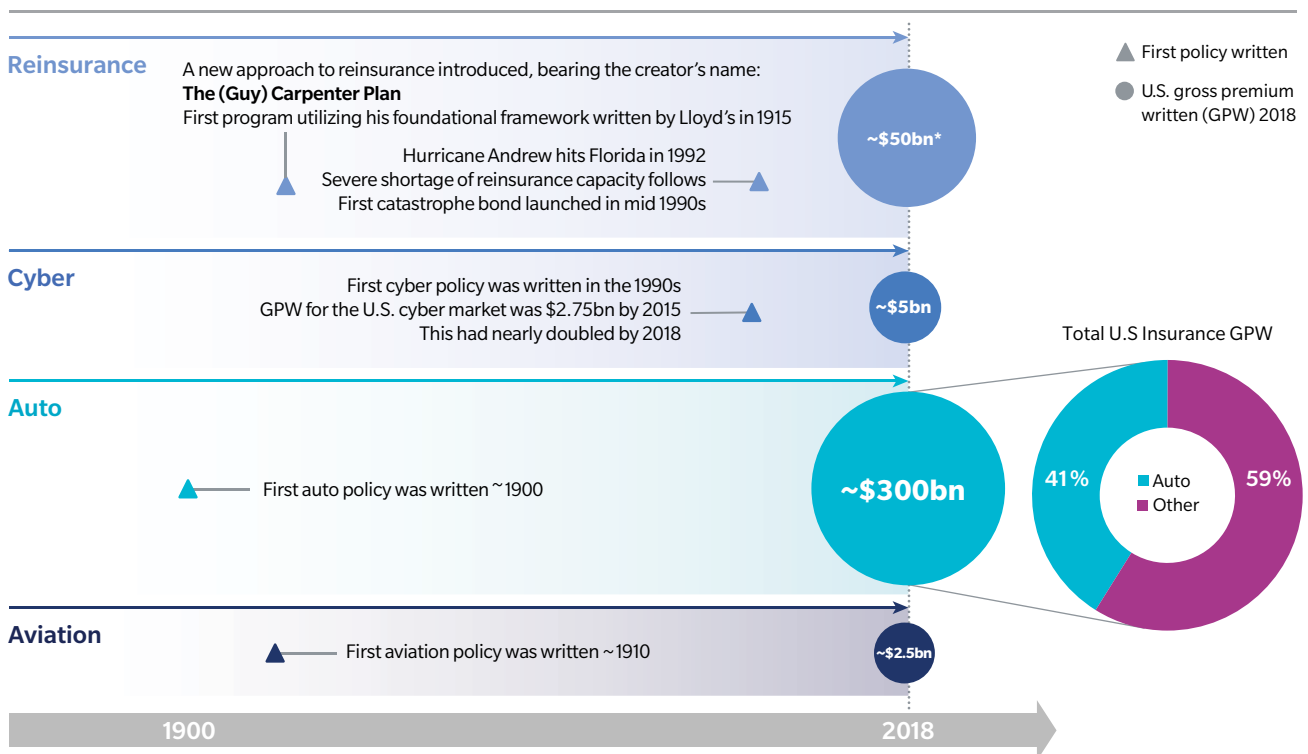 Reinsurance
A new approach to reinsurance introduced, bearing the creator’s name:
The (Guy) Carpenter Plan
First program utilizing his foundational framework written by Lloyd’s in 1915
Hurricane Andrew hits Florida in 1992
Severe shortage of reinsurance capacity follows
First catastrophe bond launched in mid 1990s
~$50bn*
First policy written
U.S. gross premium
written (GPW) 2018
Cyber
First cyber policy was written in the 1990s
GPW for the U.S. cyber market was $2.75bn by 2015
This had nearly doubled by 2018
~$5bn
Total U.S Insurance GPW
Auto
First auto policy was written ~1900
~$300bn
41%
Auto
Other
59%
Aviation
First aviation policy was written ~1910
~$2.5bn
1900
2018